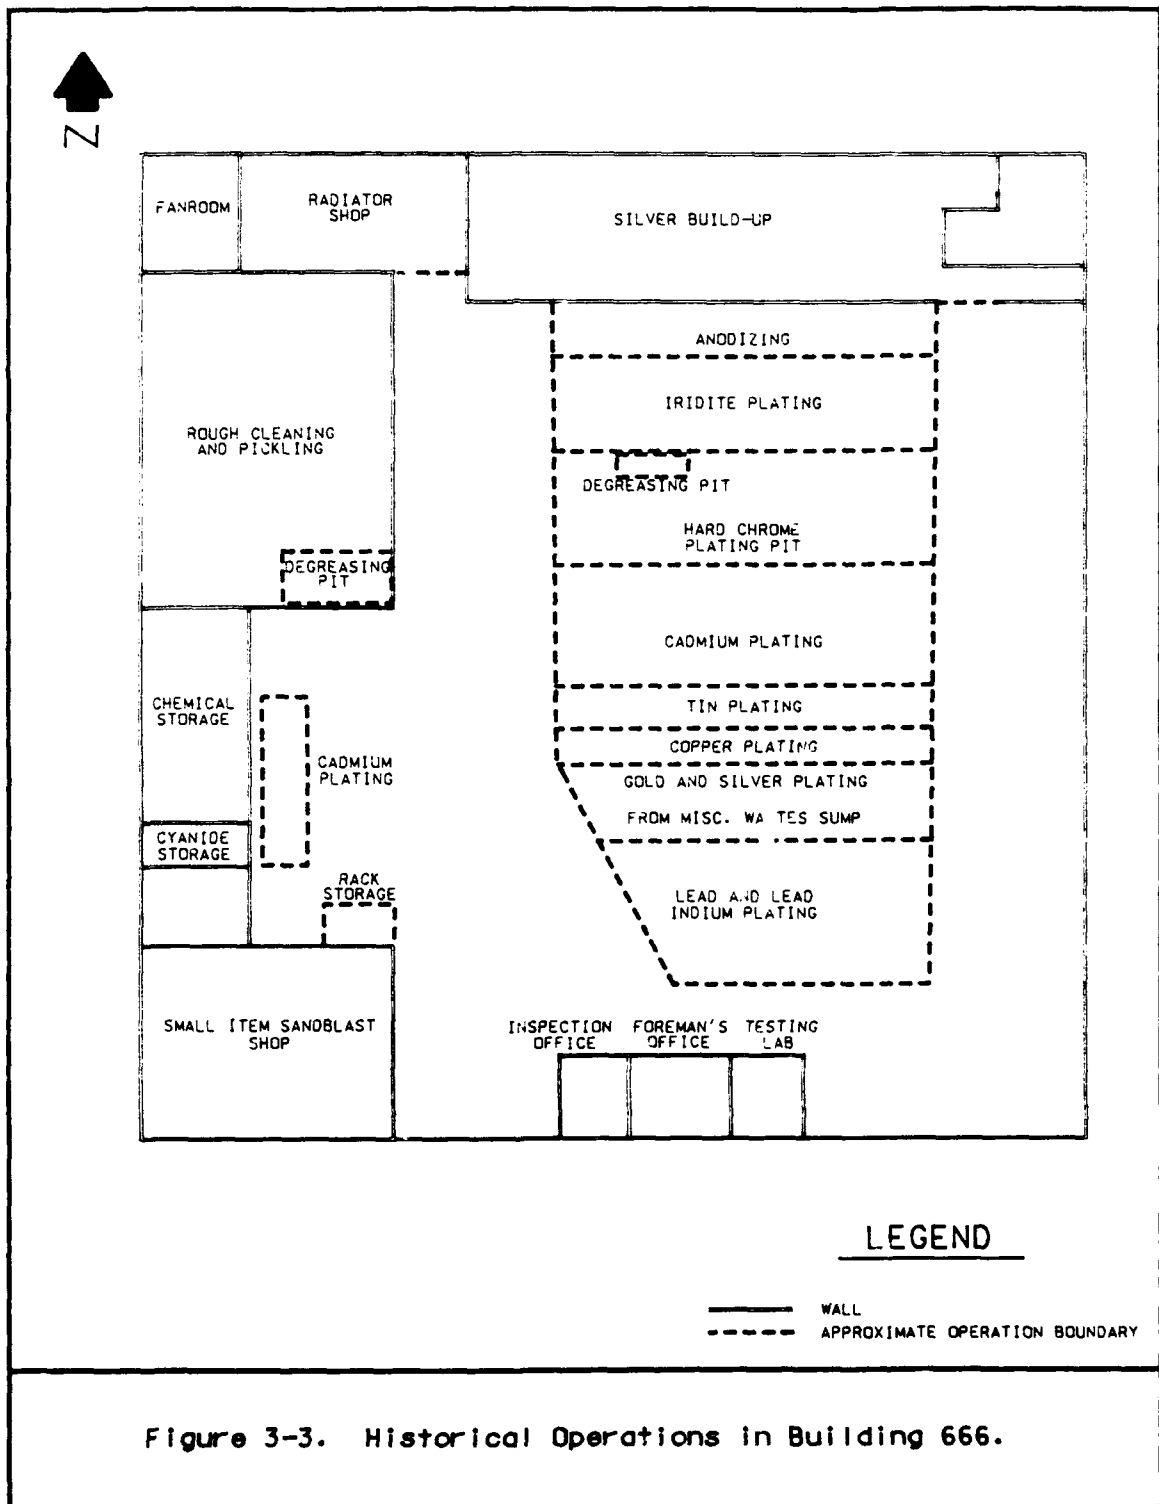 N
FANROOM
RADIATOR
SHOP
SILVER BUILD-UP
ANODIZING
IRIDITE PLATING
ROUGH CLEANING
AND PICKLING
DEGREASING PIT
HARD CHROME
PLATING PIT
DEGREASING
PIT
CADMIUM PLATING
CHEMICAL
STORAGE
TIN PLATING
COPPER PLATING
CADMIUM
PLATING
GOLD AND SILVER PLATING
FROM MISC. WA TES SUMP
CYANIDE
STORAGE
RACK
STORAGE
LEAD AND LEAD
INDIUM PLATING
SMALL ITEM SANDBLAST
SHOP
INSPECTION
OFFICE
FOREMAN'S
OFFICE
TESTING
LAB
LEGEND
WALL
APPROXIMATE OPERATION BOUNDARY
Figure 3-3. Historical Operations in Building 666.